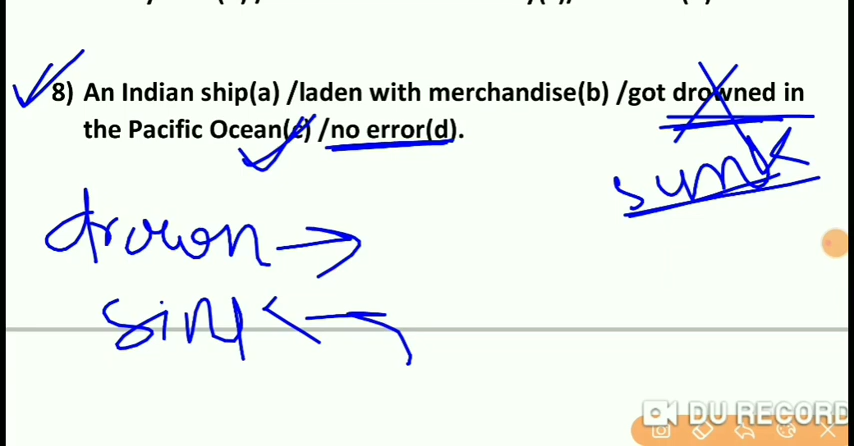 8) An Indian ship(a) /laden with merchandise(b) /got drowned in
the Pacific Ocean(c) /no error(d).
sunk
drown
sink
DU RECORD